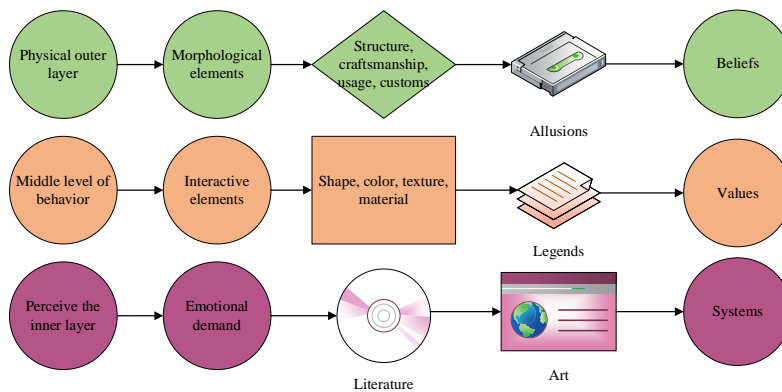 Physical outer
layer
Morphological
elements
Structure,
craftsmanship,
usage, customs
Allusions
Beliefs
Middle level of
behavior
Interactive
elements
Shape, color, texture,
material
Legends
Values
Perceive the
inner layer
Emotional
demand
Literature
Art
Systems